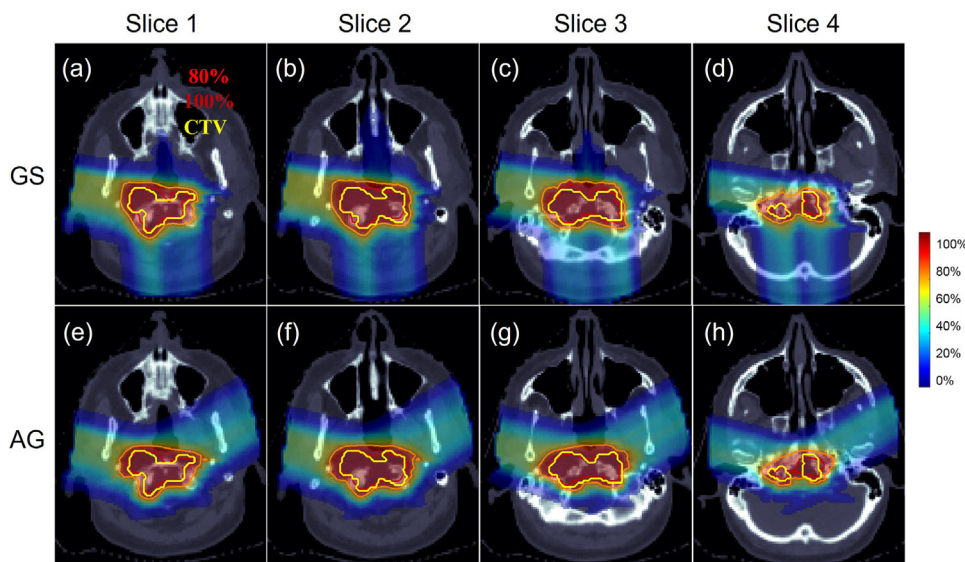 Slice 1 Slice 2 Slice 3 Slice 4
GS
(a) (b) (c) (d)
80%
100%
CTV
AG
(e) (f) (g) (h)
100%
80%
60%
40%
20%
0%